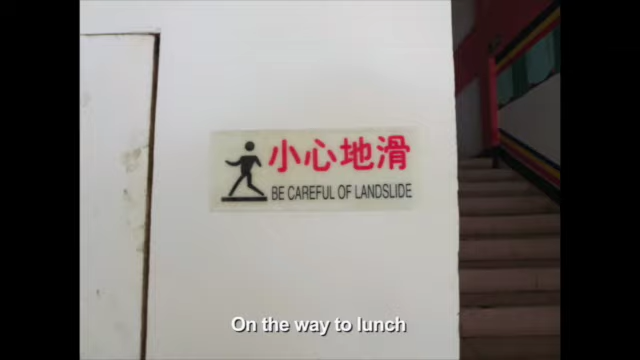 小心地滑
BE CAREFUL OF LANDSLIDE
On the way to lunch